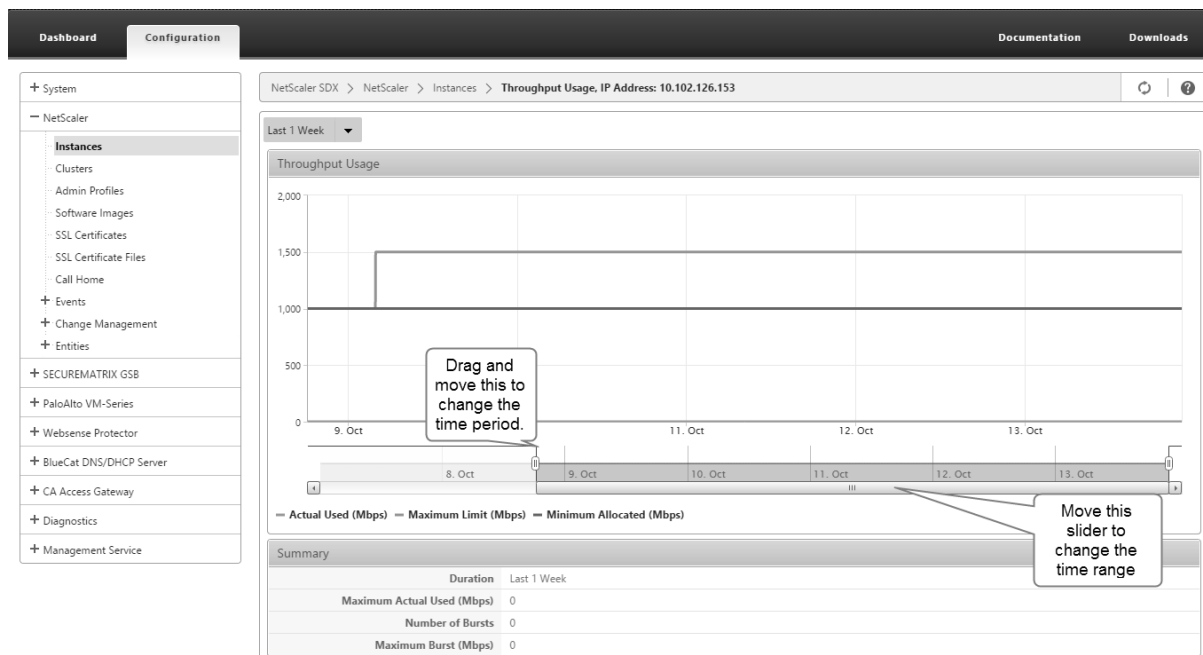 Dashboard Configuration Documentation Downloads
+ System
− NetScaler
Instances
Clusters
Admin Profiles
Software Images
SSL Certificates
SSL Certificate Files
Call Home
+ Events
+ Change Management
+ Entities
+ SECUREMATRIX GSB
+ PaloAlto VM-Series
+ Websense Protector
+ BlueCat DNS/DHCP Server
+ CA Access Gateway
+ Diagnostics
+ Management Service
NetScaler SDX > NetScaler > Instances > Throughput Usage, IP Address: 10.102.126.153 ?
Last 1 Week
Throughput Usage
2,000
1,500
1,000
500
0
Drag and
move this to
change the
time period.
9. Oct 11. Oct 12. Oct 13. Oct
8. Oct 9. Oct 10. Oct 11. Oct 12. Oct 13. Oct
Actual Used (Mbps) Maximum Limit (Mbps) Minimum Allocated (Mbps)
Move this
slider to
change the
time range
Summary
Duration Last 1 Week
Maximum Actual Used (Mbps) 0
Number of Bursts 0
Maximum Burst (Mbps) 0